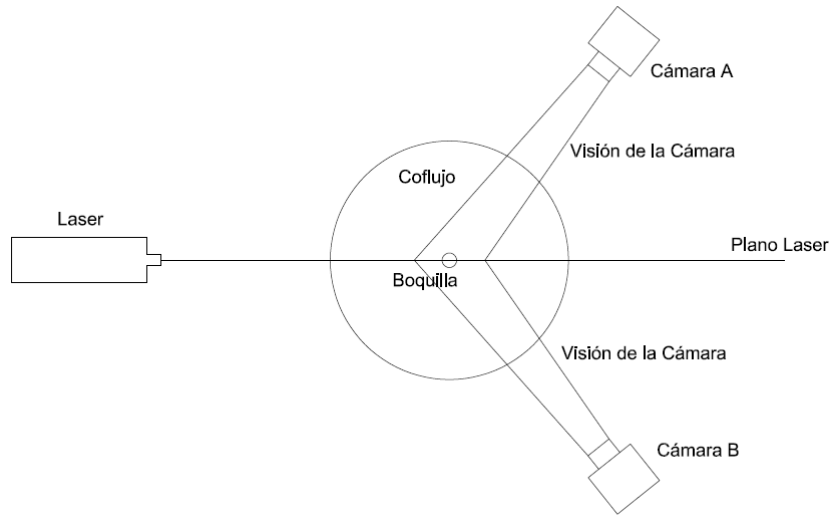 Cámara A
Visión de la Cámara
Coflujo
Laser
Plano Laser
Boquilla
Visión de la Cámara
Cámara B